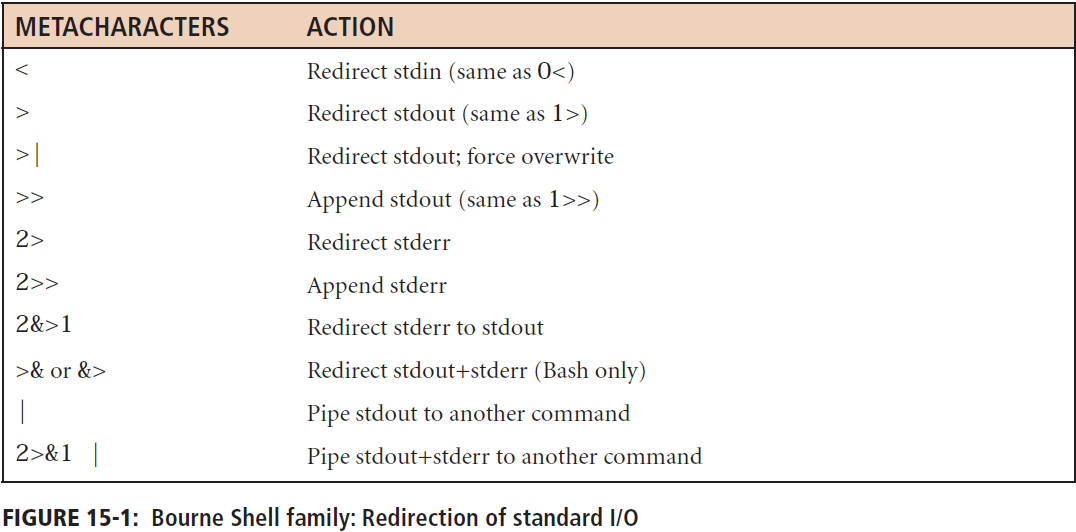 METACHARACTERS ACTION
< Redirect stdin (same as 0<)
> Redirect stdout (same as 1>)
>| Redirect stdout; force overwrite
>> Append stdout (same as 1>>)
2> Redirect stderr
2>> Append stderr
2&>1 Redirect stderr to stdout
>& or &> Redirect stdout+stderr (Bash only)
| Pipe stdout to another command
2>&1 | Pipe stdout+stderr to another command
FIGURE 15-1: Bourne Shell family: Redirection of standard I/O